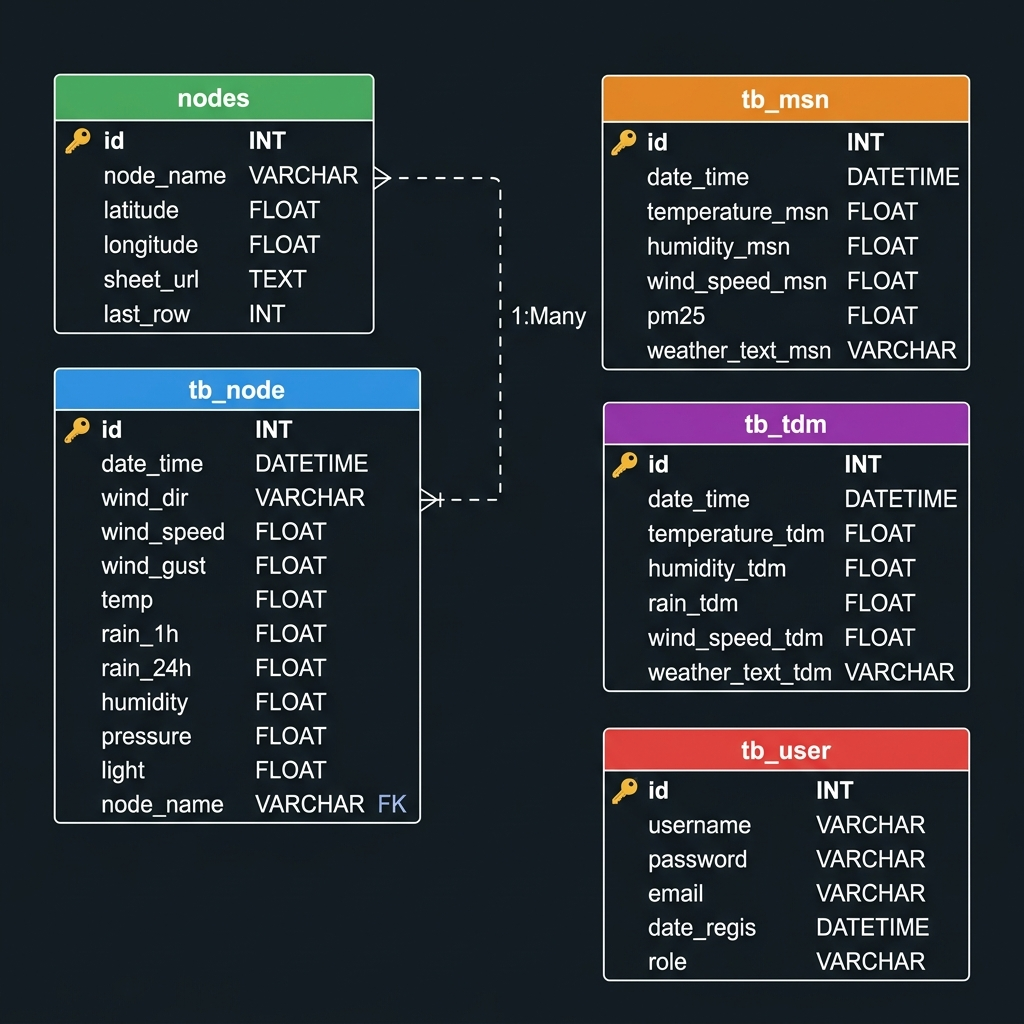 nodes
id INT
node_name VARCHAR
latitude FLOAT
longitude FLOAT
sheet_url TEXT
last_row INT
1:Many
tb_node
id INT
date_time DATETIME
wind_dir VARCHAR
wind_speed FLOAT
wind_gust FLOAT
temp FLOAT
rain_1h FLOAT
rain_24h FLOAT
humidity FLOAT
pressure FLOAT
light FLOAT
node_name VARCHAR FK
tb_msn
id INT
date_time DATETIME
temperature_msn FLOAT
humidity_msn FLOAT
wind_speed_msn FLOAT
pm25 FLOAT
weather_text_msn VARCHAR
tb_tdm
id INT
date_time DATETIME
temperature_tdm FLOAT
humidity_tdm FLOAT
rain_tdm FLOAT
wind_speed_tdm FLOAT
weather_text_tdm VARCHAR
tb_user
id INT
username VARCHAR
password VARCHAR
email VARCHAR
date_regis DATETIME
role VARCHAR